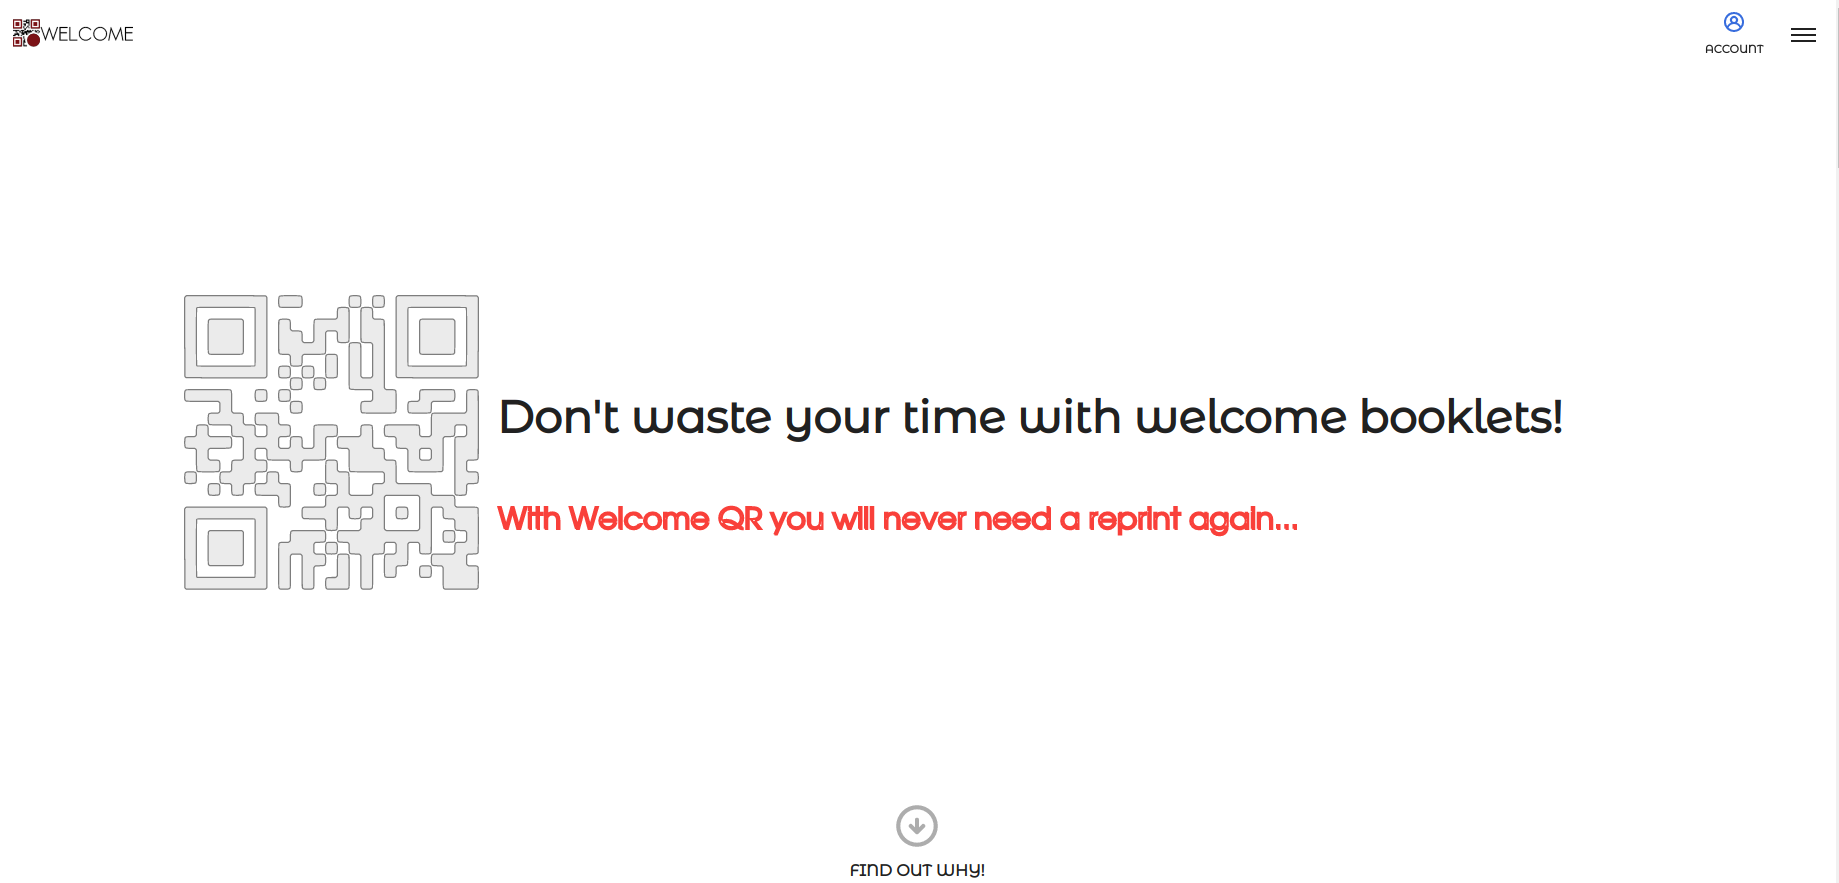 WELCOME
ACCOUNT
Don't waste your time with welcome booklets!
With Welcome QR you will never need a reprint again...
FIND OUT WHY!